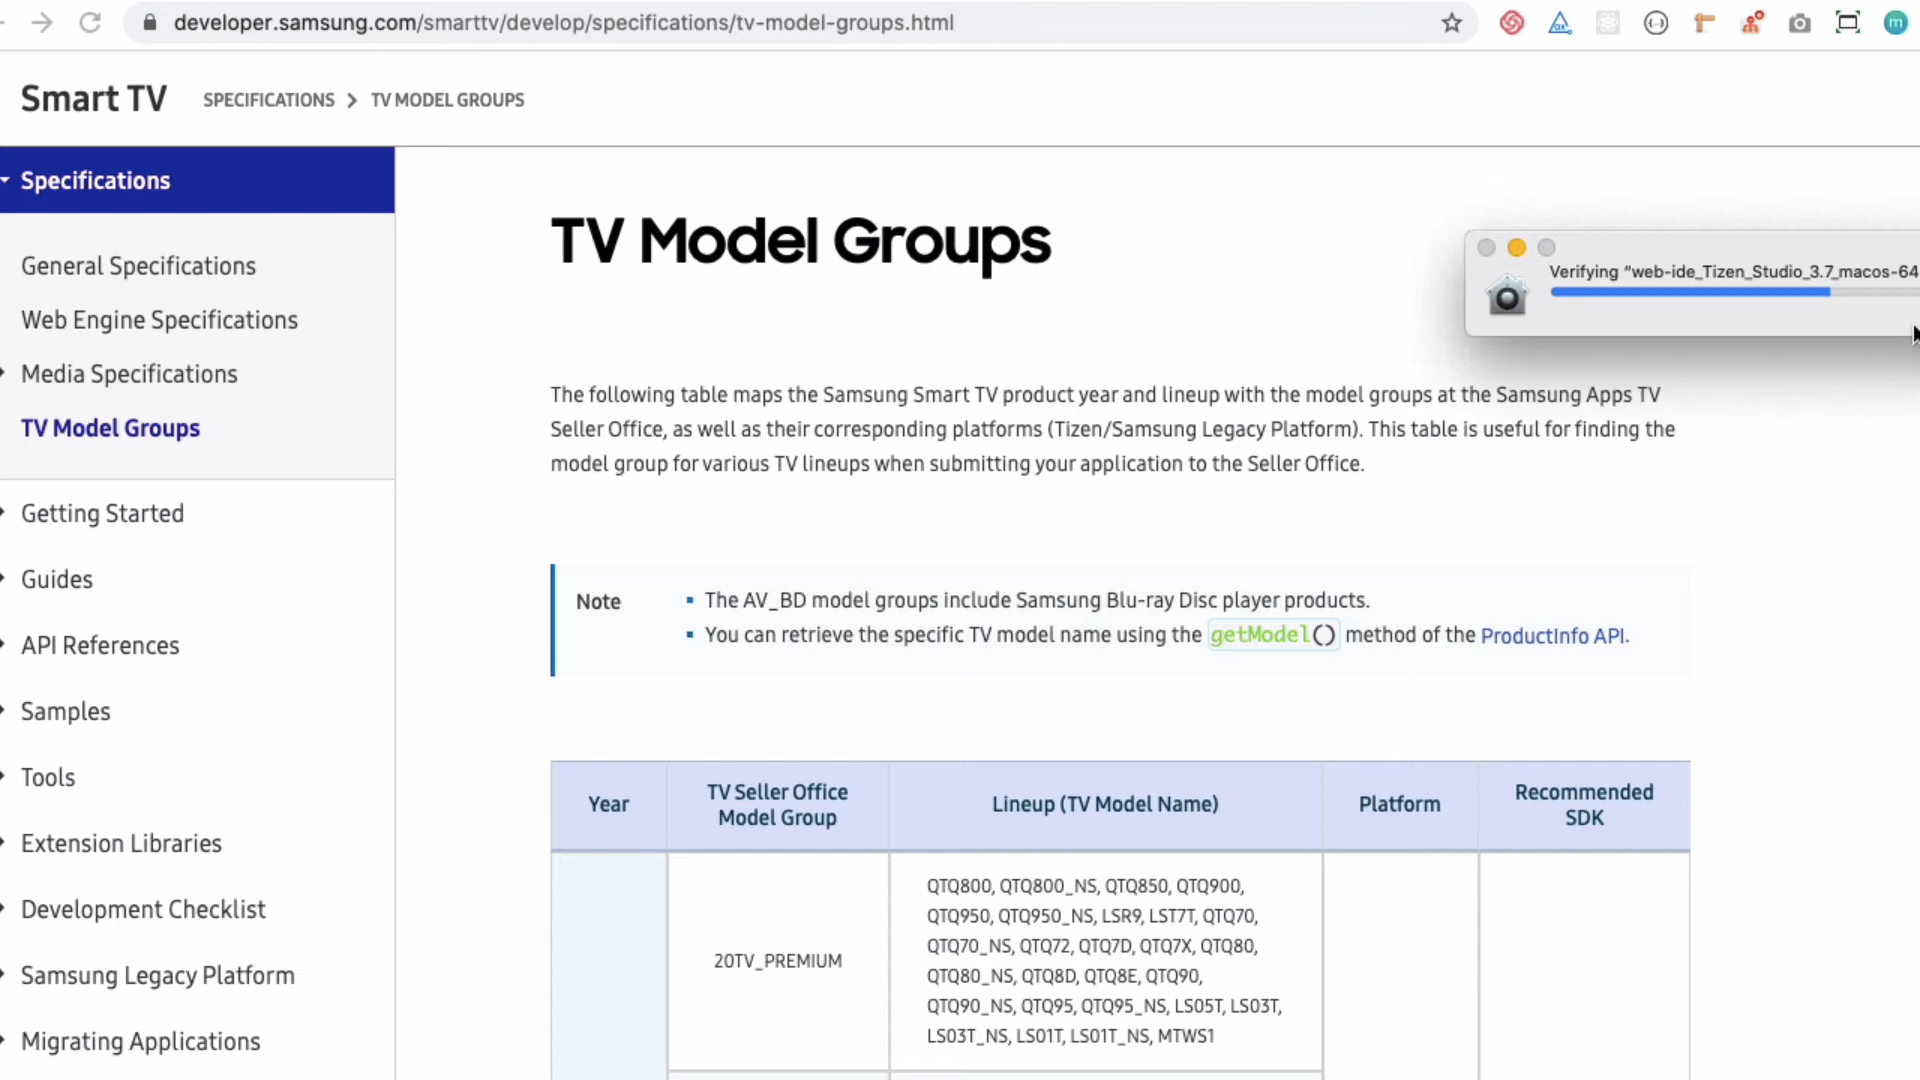 developer.samsung.com/smarttv/develop/specifications/tv-model-groups.html
m
Smart TV
SPECIFICATIONS > TV MODEL GROUPS
Specifications
General Specifications
Web Engine Specifications
Media Specifications
TV Model Groups
Getting Started
Guides
API References
Samples
Tools
Extension Libraries
Development Checklist
Samsung Legacy Platform
Migrating Applications
TV Model Groups
Verifying “web-ide_Tizen_Studio_3.7_macos-64
The following table maps the Samsung Smart TV product year and lineup with the model groups at the Samsung Apps TV
Seller Office, as well as their corresponding platforms (Tizen/Samsung Legacy Platform). This table is useful for finding the
model group for various TV lineups when submitting your application to the Seller Office.
Note
The AV_BD model groups include Samsung Blu-ray Disc player products.
You can retrieve the specific TV model name using the getModel() method of the ProductInfo API.
Year
TV Seller Office
Model Group
Lineup (TV Model Name)
Platform
Recommended
SDK
20TV_PREMIUM
QTQ800, QTQ800_NS, QTQ850, QTQ900,
QTQ950, QTQ950_NS, LSR9, LST7T, QTQ70,
QTQ70_NS, QTQ72, QTQ7D, QTQ7X, QTQ80,
QTQ80_NS, QTQ8D, QTQ8E, QTQ90,
QTQ90_NS, QTQ95, QTQ95_NS, LS05T, LS03T,
LS03T_NS, LS01T, LS01T_NS, MTWS1